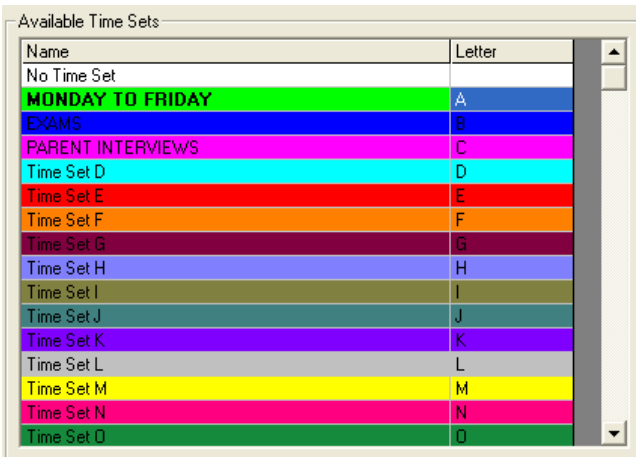 Available Time Sets
Name Letter
No Time Set
MONDAY TO FRIDAY A
EXAMS B
PARENT INTERVIEWS C
Time Set D D
Time Set E E
Time Set F F
Time Set G G
Time Set H H
Time Set I I
Time Set J J
Time Set K K
Time Set L L
Time Set M M
Time Set N N
Time Set O O